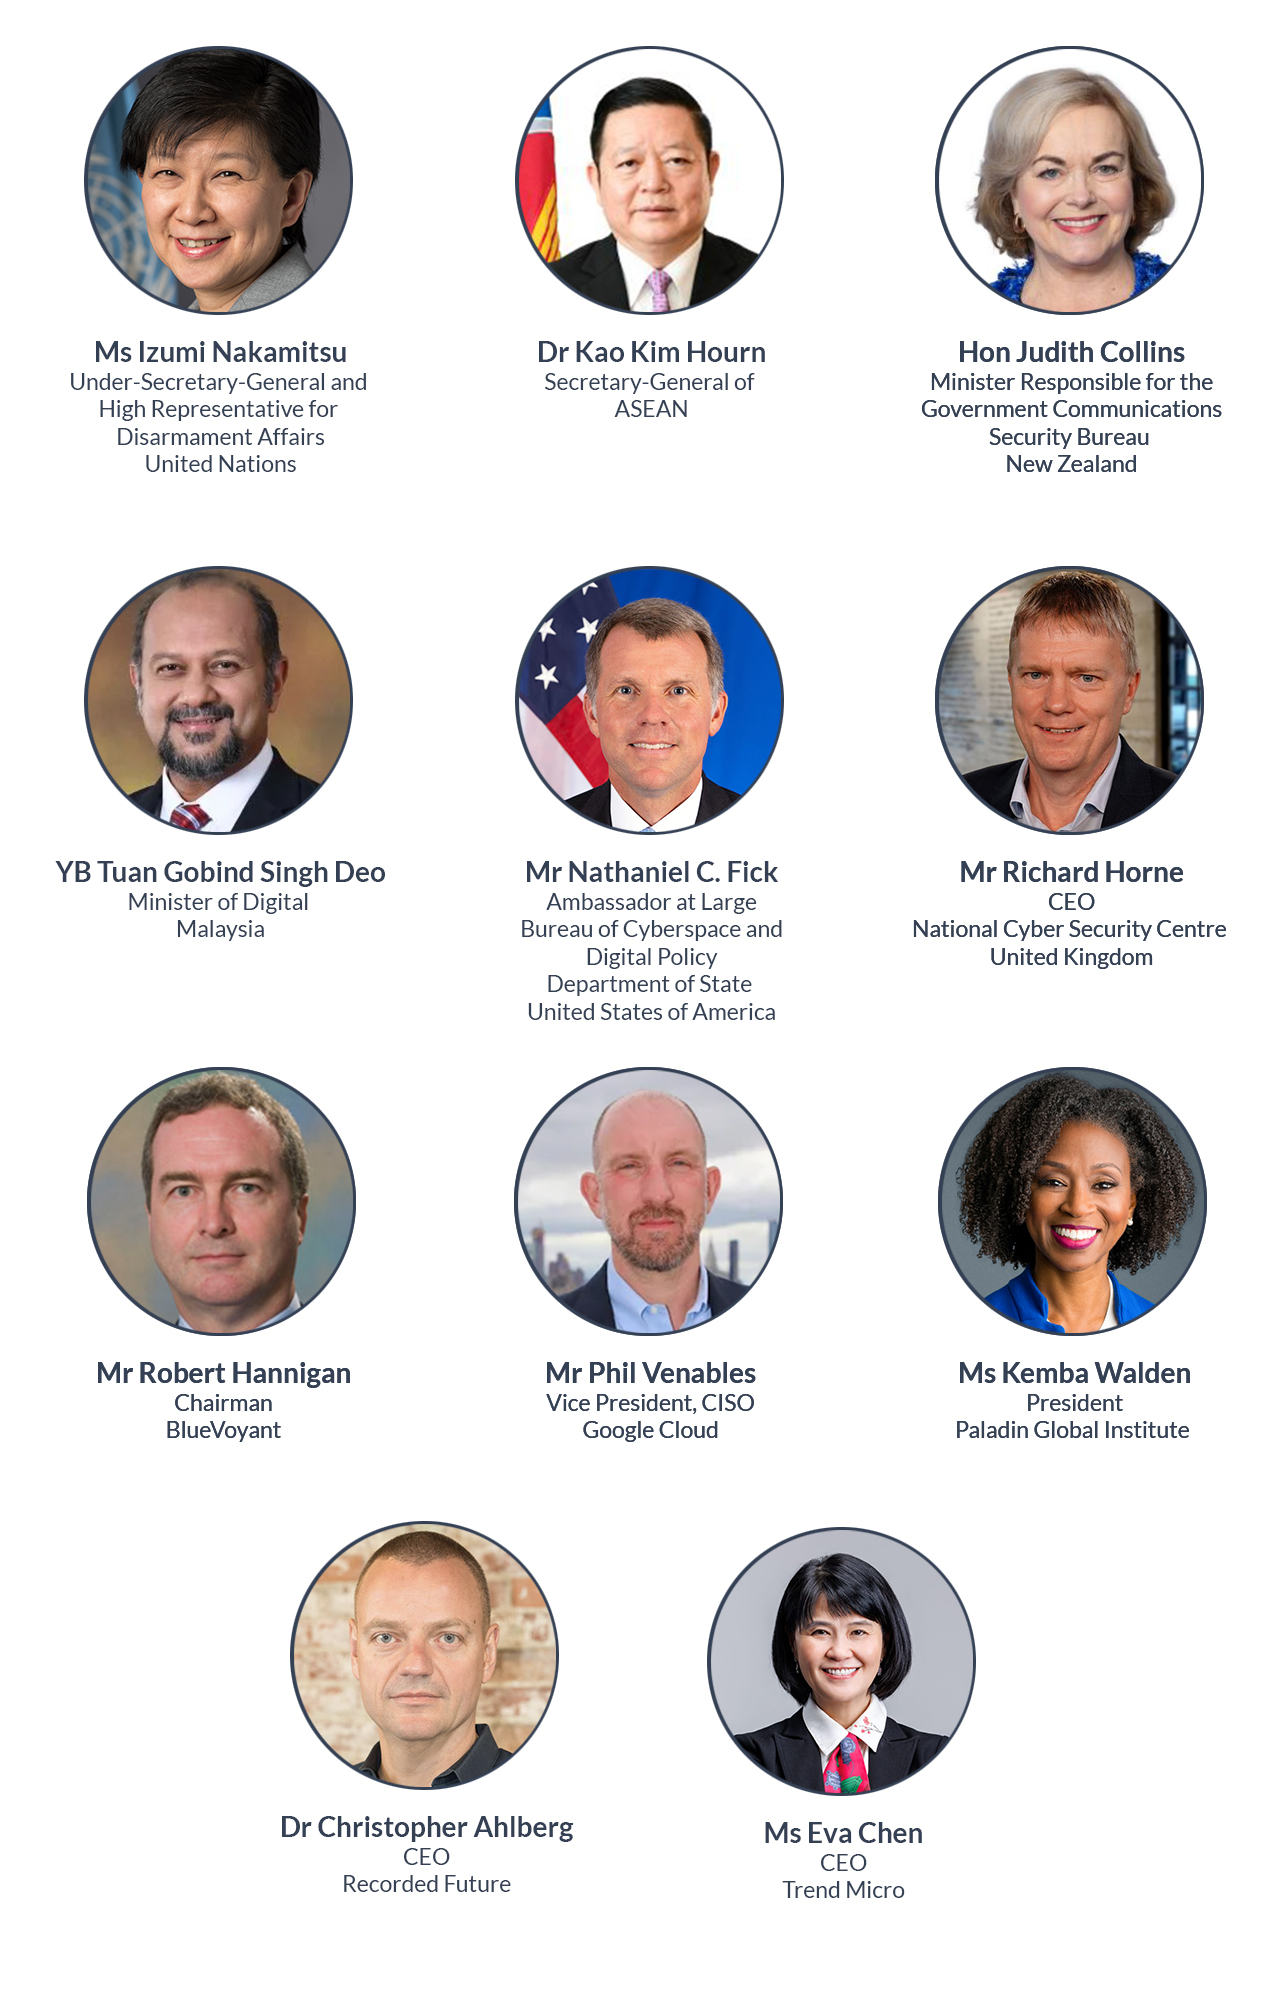 Ms Izumi Nakamitsu
Under-Secretary-General and
High Representative for
Disarmament Affairs
United Nations
Dr Kao Kim Hourn
Secretary-General of
ASEAN
Hon Judith Collins
Minister Responsible for the
Government Communications
Security Bureau
New Zealand
YB Tuan Gobind Singh Deo
Minister of Digital
Malaysia
Mr Nathaniel C. Fick
Ambassador at Large
Bureau of Cyberspace and
Digital Policy
Department of State
United States of America
Mr Richard Horne
CEO
National Cyber Security Centre
United Kingdom
Mr Robert Hannigan
Chairman
BlueVoyant
Mr Phil Venables
Vice President, CISO
Google Cloud
Ms Kemba Walden
President
Paladin Global Institute
Dr Christopher Ahlberg
CEO
Recorded Future
Ms Eva Chen
CEO
Trend Micro